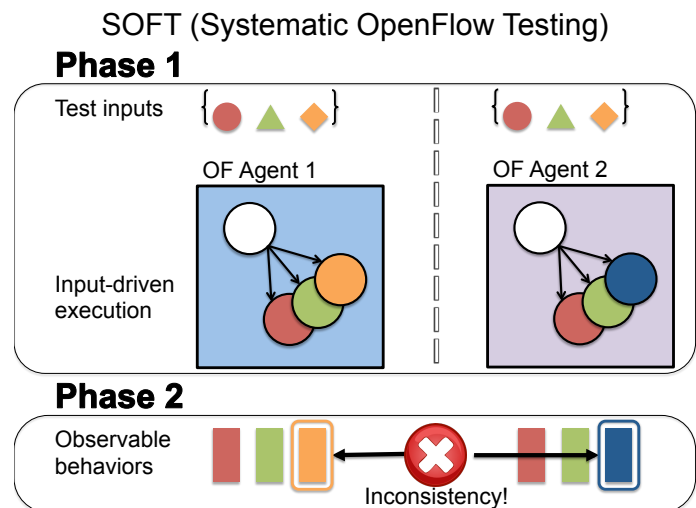 SOFT (Systematic OpenFlow Testing)
Phase 1
Test inputs
{ } { }
OF Agent 1 OF Agent 2
Input-driven
execution
Phase 2
Observable
behaviors
Inconsistency!